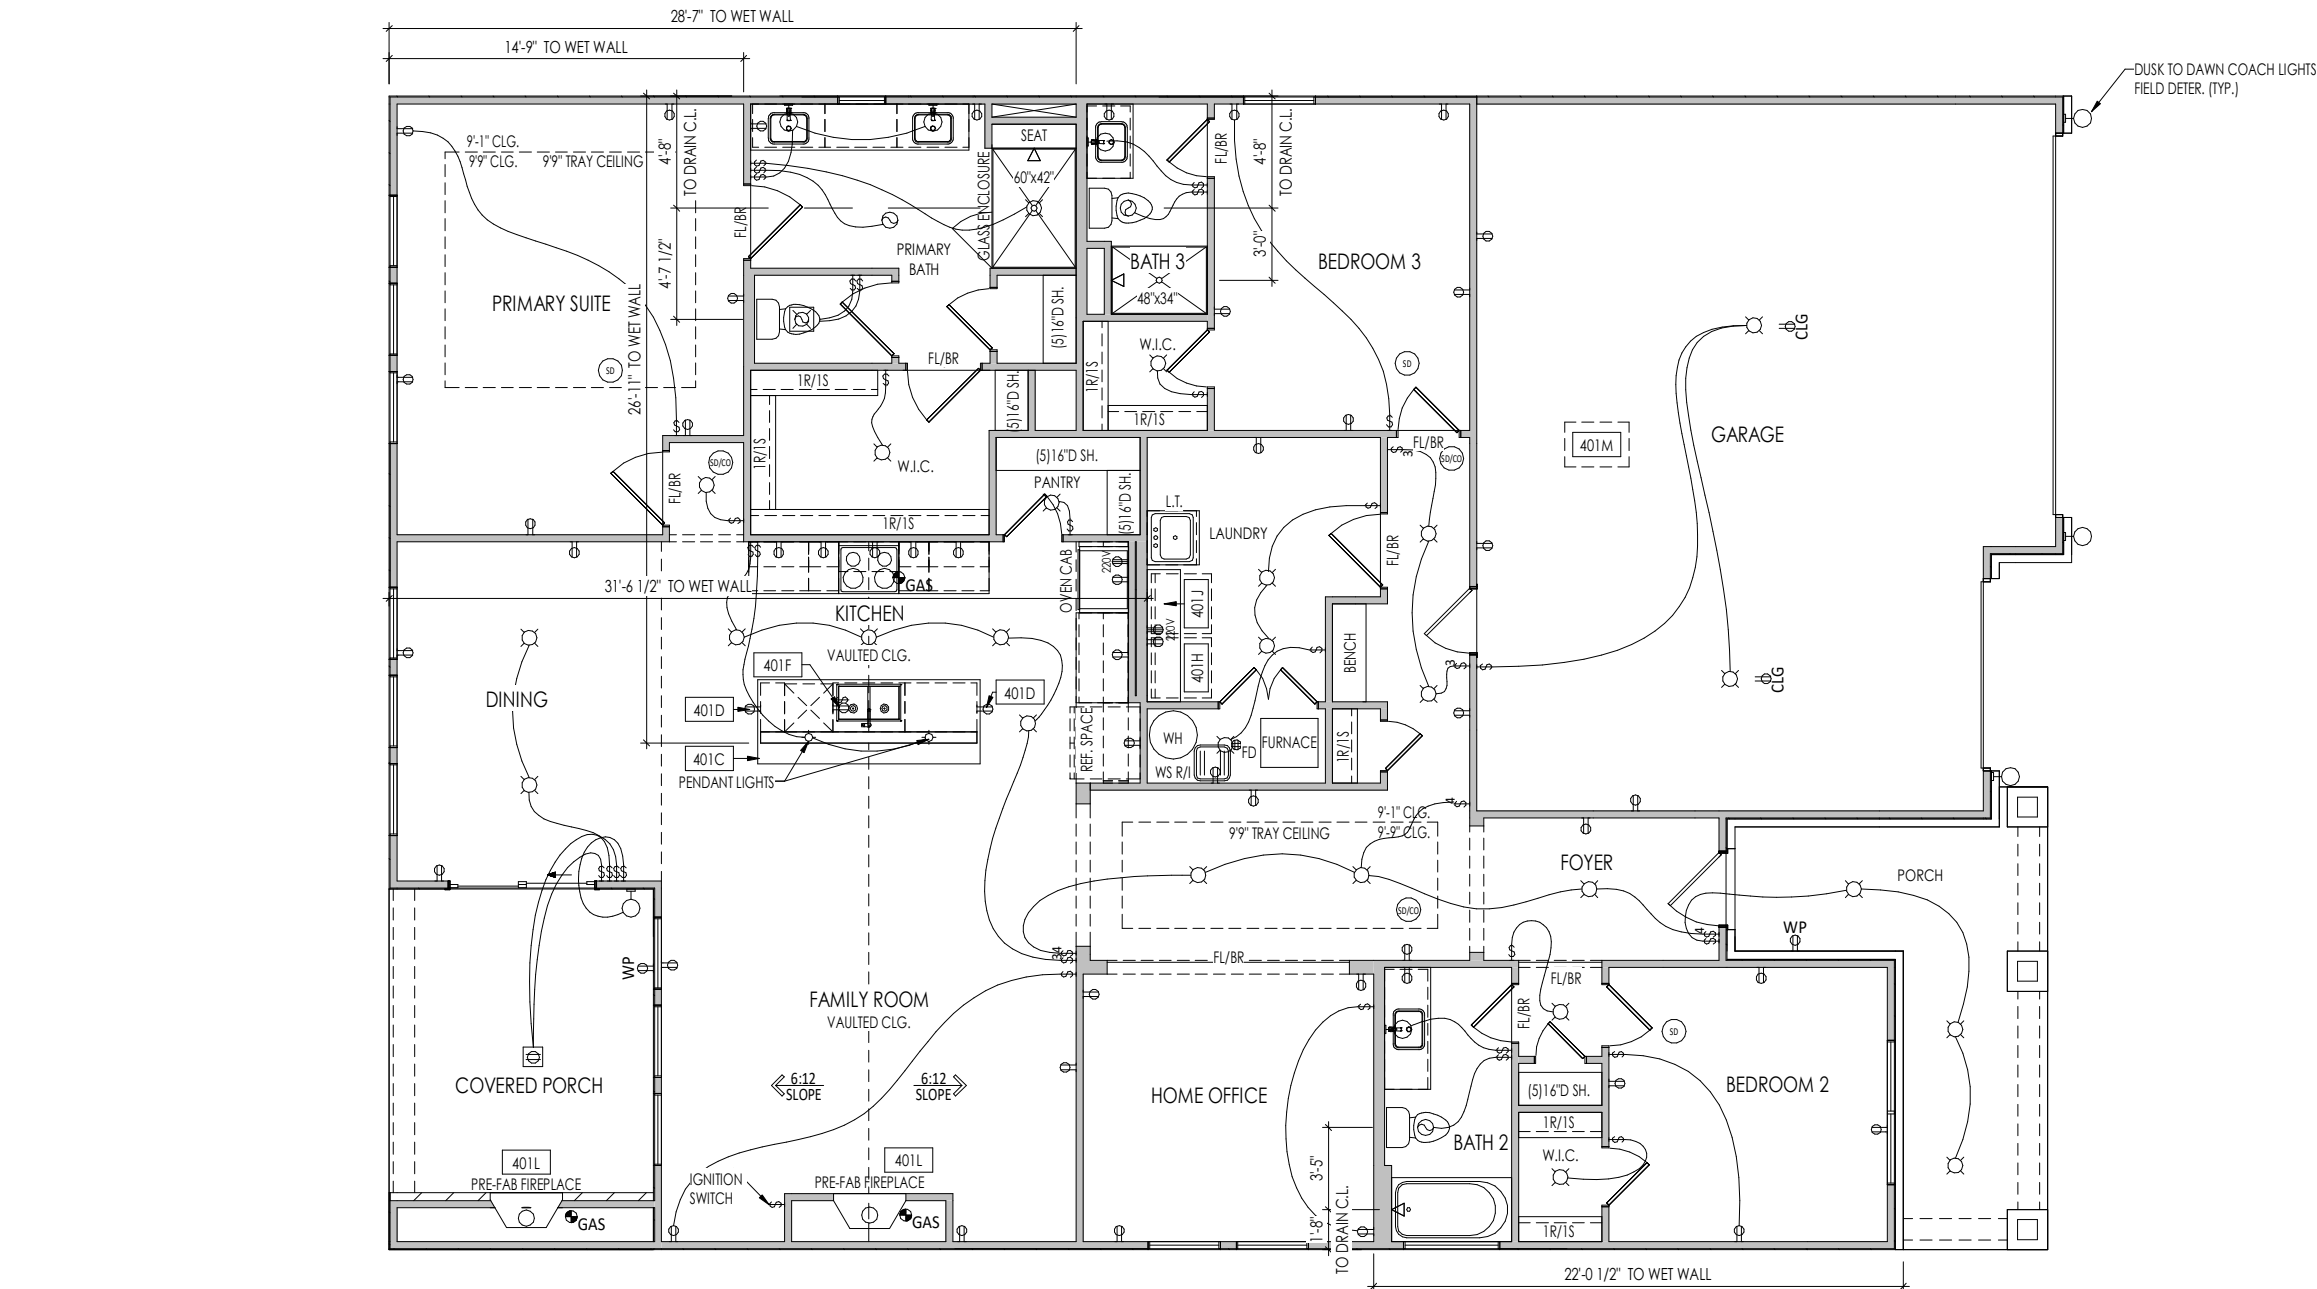 28'-7" TO WET WALL
14'-9" TO WET WALL
DUSK TO DAWN COACH LIGHTS
FIELD DETER. (TYP.)
9'-1" CLG.
9'9" CLG.
9'9" TRAY CEILING
4'-8"
TO DRAIN C.L.
4'-7 1/2"
26'-11" TO WET WALL
PRIMARY SUITE
SD
FL/BR
SSS
PRIMARY
BATH
GLASS ENCLOSURE
SEAT
60"x42"
SS
(5)16"D SH.
FL/BR
BATH 3
48"x34"
SS
FL/BR
4'-8"
TO DRAIN C.L.
3'-0"
BEDROOM 3
SD
W.I.C.
1R/1S
1R/1S
S
S
CLG
GARAGE
401M
CLG
1R/1S
S
(5)16"D SH.
1R/1S
W.I.C.
1R/1S
S
SD/CO
FL/BR
S
(5)16"D SH.
PANTRY
(5)16"D SH.
S
L.T.
LAUNDRY
S
FL/BR
FL/BR
S3
SD/CO
SS
31'-6 1/2" TO WET WALL
GAS
KITCHEN
VAULTED CLG.
OVEN CAB
220V
401J
220V
401H
BENCH
S
S3
S
DINING
401F
401D
401D
401C
PENDANT LIGHTS
REF. SPACE
WH
WS R/I
FD
FURNACE
1R/1S
SSSS
9'-1" CLG.
9'9" TRAY CEILING
9'-9" CLG.
S4
SD/CO
FOYER
PORCH
WP
FL/BR
S
FL/BR
WP
COVERED PORCH
FAMILY ROOM
VAULTED CLG.
6:12
SLOPE
6:12
SLOPE
HOME OFFICE
S
FL/BR
SS
BATH 2
SD
S
BEDROOM 2
(5)16"D SH.
1R/1S
W.I.C.
S
1R/1S
401L
PRE-FAB FIREPLACE
GAS
IGNITION
SWITCH
S
401L
PRE-FAB FIREPLACE
GAS
3'-5"
1'-8"
TO DRAIN C.L.
22'-0 1/2" TO WET WALL